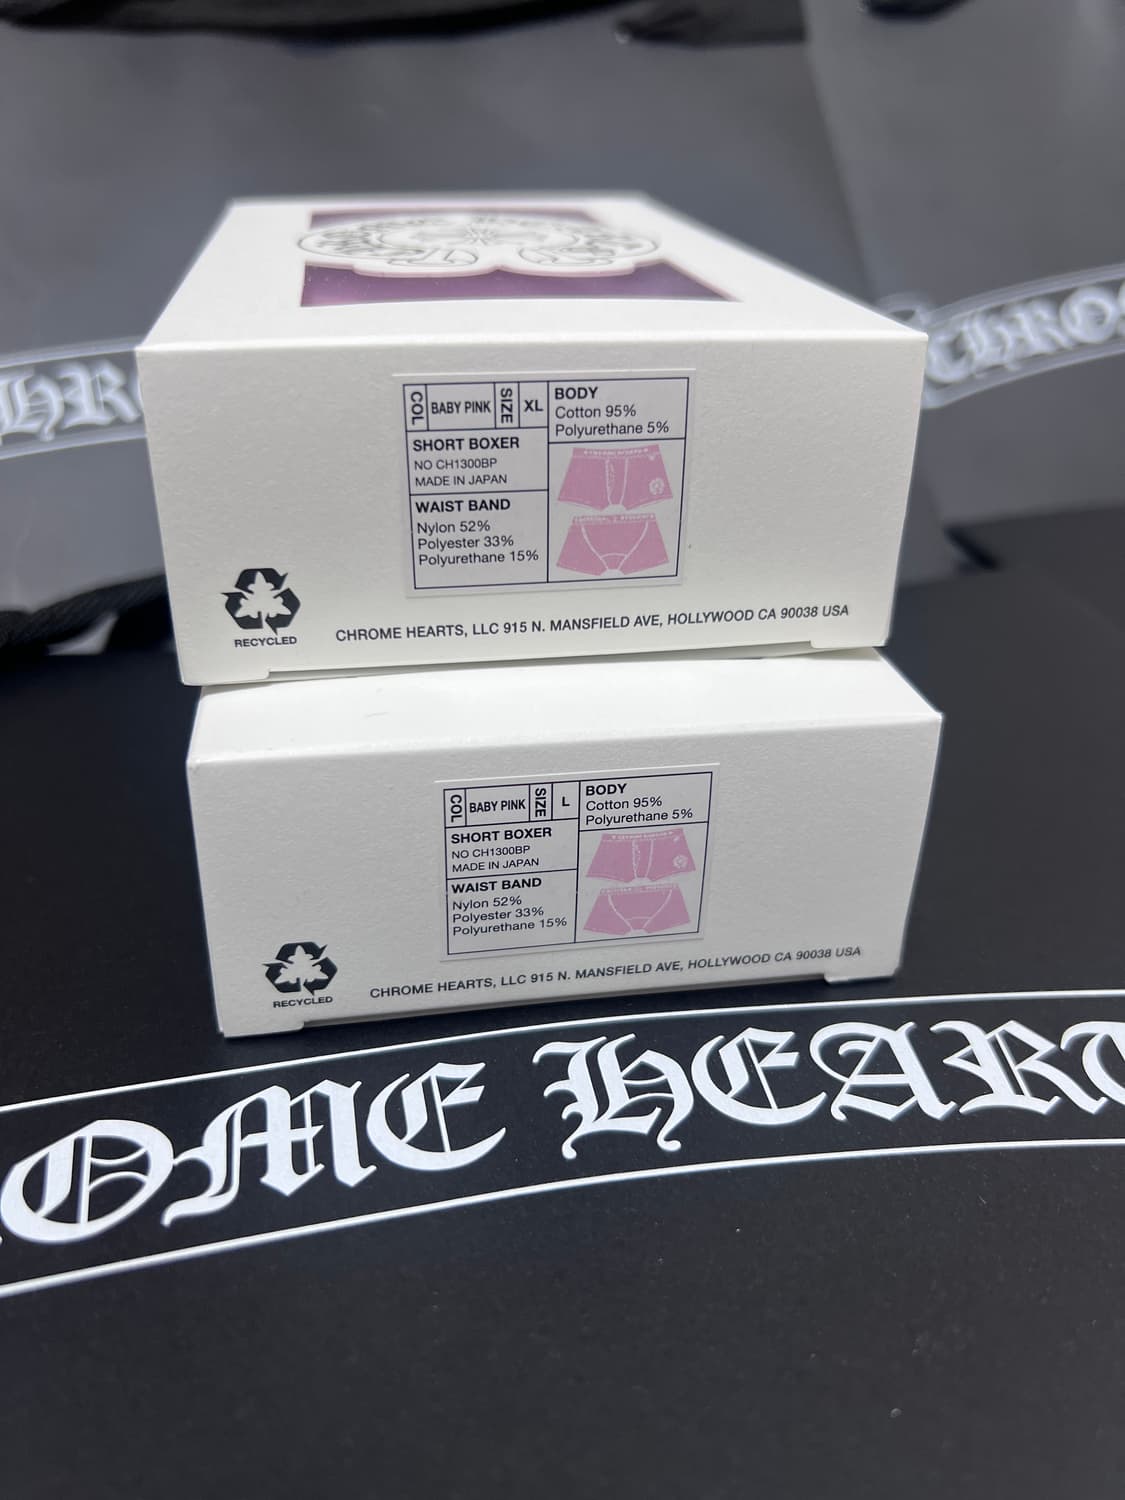 COL BABY PINK SIZE XL
SHORT BOXER
NO CH1300BP
MADE IN JAPAN
WAIST BAND
Nylon 52%
Polyester 33%
Polyurethane 15%
BODY
Cotton 95%
Polyurethane 5%
RECYCLED
CHROME HEARTS, LLC 915 N. MANSFIELD AVE, HOLLYWOOD CA 90038 USA
COL BABY PINK SIZE L
SHORT BOXER
NO CH1300BP
MADE IN JAPAN
WAIST BAND
Nylon 52%
Polyester 33%
Polyurethane 15%
BODY
Cotton 95%
Polyurethane 5%
RECYCLED
CHROME HEARTS, LLC 915 N. MANSFIELD AVE, HOLLYWOOD CA 90038 USA
OME HEART